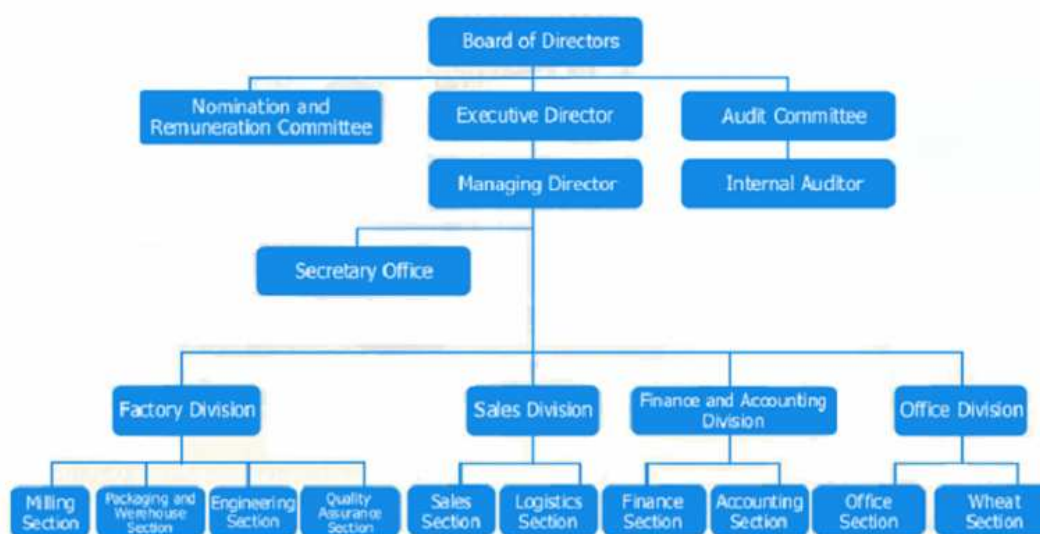 Board of Directors
Nomination and
Remuneration Committee
Executive Director
Audit Committee
Managing Director
Internal Auditor
Secretary Office
Factory Division
Sales Division
Finance and Accounting
Division
Office Division
Milling
Section
Packaging and
Werehouse
Section
Engineering
Section
Quality
Assurance
Section
Sales
Section
Logistics
Section
Finance
Section
Accounting
Section
Office
Section
Wheat
Section